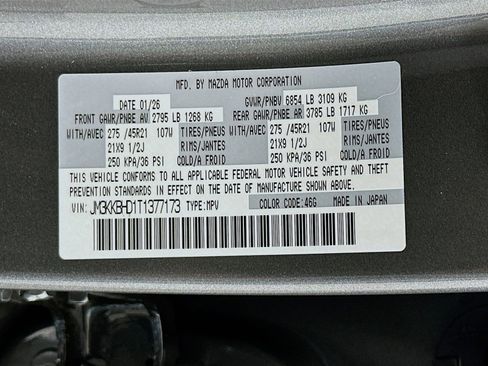 MFD. BY MAZDA MOTOR CORPORATION
DATE 01/26 GVWR/PNBV 6854 LB 3109 KG
FRONT GAWR/PNBE AV 2795 LB 1268 KG REAR GAWR/PNBE AR 3785 LB 1717 KG
WITH/AVEC 275 /45R21 107W TIRES/PNEUS WITH/AVEC 275 /45R21 107W TIRES/PNEUS
21X9 1/2J RIMS/JANTES 21X9 1/2J RIMS/JANTES
250 KPA/36 PSI COLD/A FROID 250 KPA/36 PSI COLD/A FROID
THIS VEHICLE CONFORMS TO ALL APPLICABLE FEDERAL MOTOR VEHICLE SAFETY AND THEFT
PREVENTION STANDARDS IN EFFECT ON THE DATE OF MANUFACTURE SHOWN ABOVE.
VIN: JM3KKBHD1T1377173 TYPE:MPV COLOR CODE:46G MADE IN JAPAN